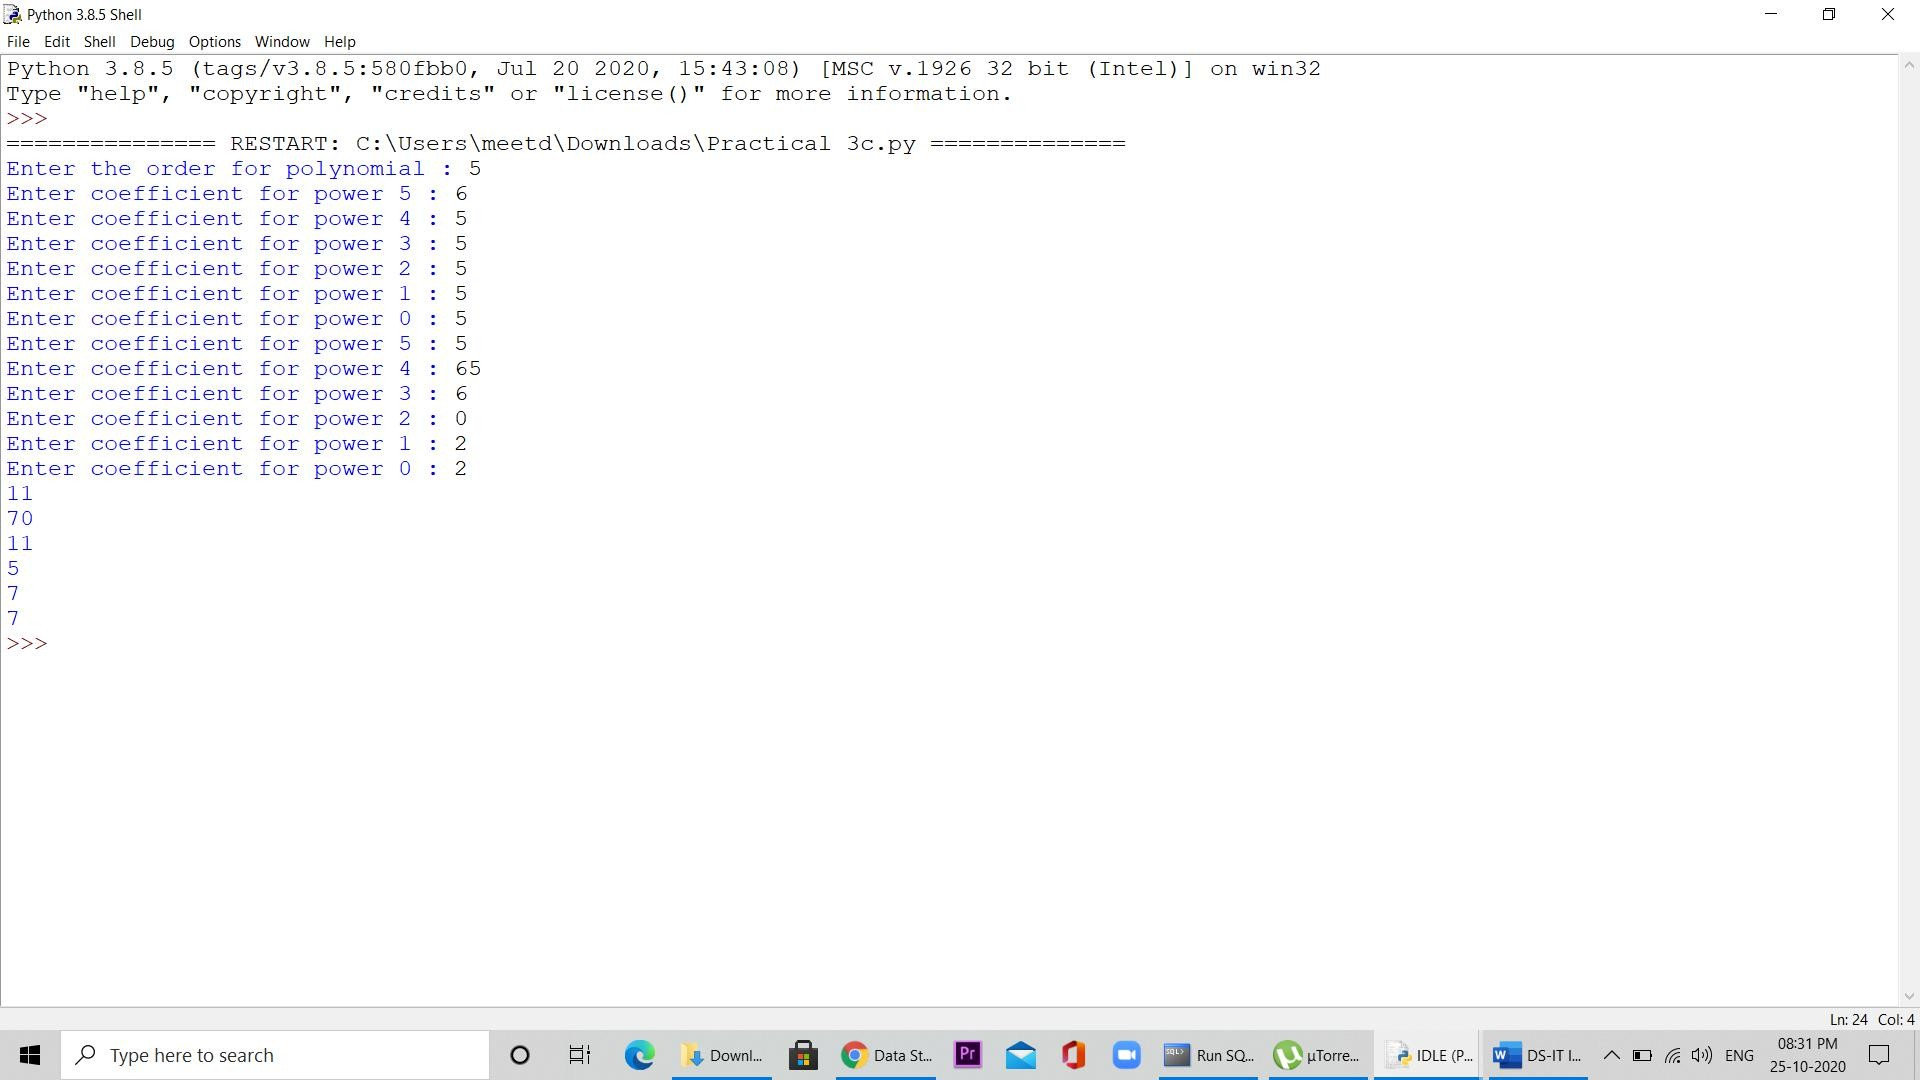 Python 3.8.5 Shell
File Edit Shell Debug Options Window Help
Python 3.8.5 (tags/v3.8.5:580fbb0, Jul 20 2020, 15:43:08) [MSC v.1926 32 bit (Intel)] on win32
Type "help", "copyright", "credits" or "license()" for more information.
>>>
=============== RESTART: C:\Users\meetd\Downloads\Practical 3c.py ==============
Enter the order for polynomial : 5
Enter coefficient for power 5 : 6
Enter coefficient for power 4 : 5
Enter coefficient for power 3 : 5
Enter coefficient for power 2 : 5
Enter coefficient for power 1 : 5
Enter coefficient for power 0 : 5
Enter coefficient for power 5 : 5
Enter coefficient for power 4 : 65
Enter coefficient for power 3 : 6
Enter coefficient for power 2 : 0
Enter coefficient for power 1 : 2
Enter coefficient for power 0 : 2
11
70
11
5
7
7
>>>
Ln: 24 Col: 4
Type here to search
Downl...
Data St...
Pr
SQL>
Run SQ...
µTorre...
IDLE (P...
W
DS-IT I...
ENG
08:31 PM
25-10-2020